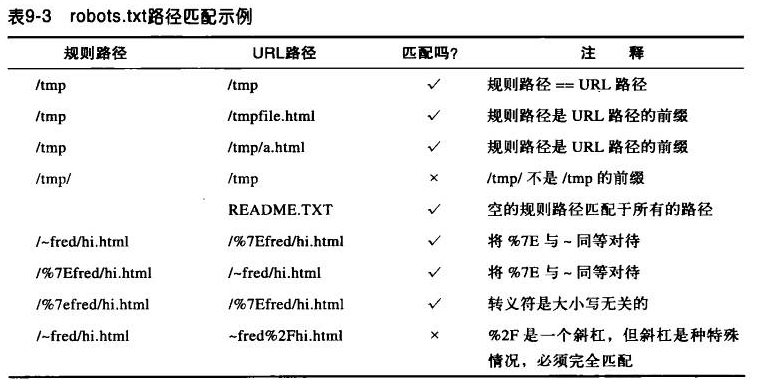 表9-3 robots.txt路径匹配示例
规则路径 URL路径 匹配吗? 注 释
/tmp /tmp ✓ 规则路径 == URL 路径
/tmp /tmpfile.html ✓ 规则路径是 URL 路径的前缀
/tmp /tmp/a.html ✓ 规则路径是 URL 路径的前缀
/tmp/ /tmp × /tmp/ 不是 /tmp 的前缀
README.TXT ✓ 空的规则路径匹配于所有的路径
/~fred/hi.html /%7Efred/hi.html ✓ 将 %7E 与 ~ 同等对待
/%7Efred/hi.html /~fred/hi.html ✓ 将 %7E 与 ~ 同等对待
/%7efred/hi.html /%7Efred/hi.html ✓ 转义符是大小写无关的
/~fred/hi.html ~fred%2Fhi.html × %2F 是一个斜杠，但斜杠是种特殊
情况，必须完全匹配